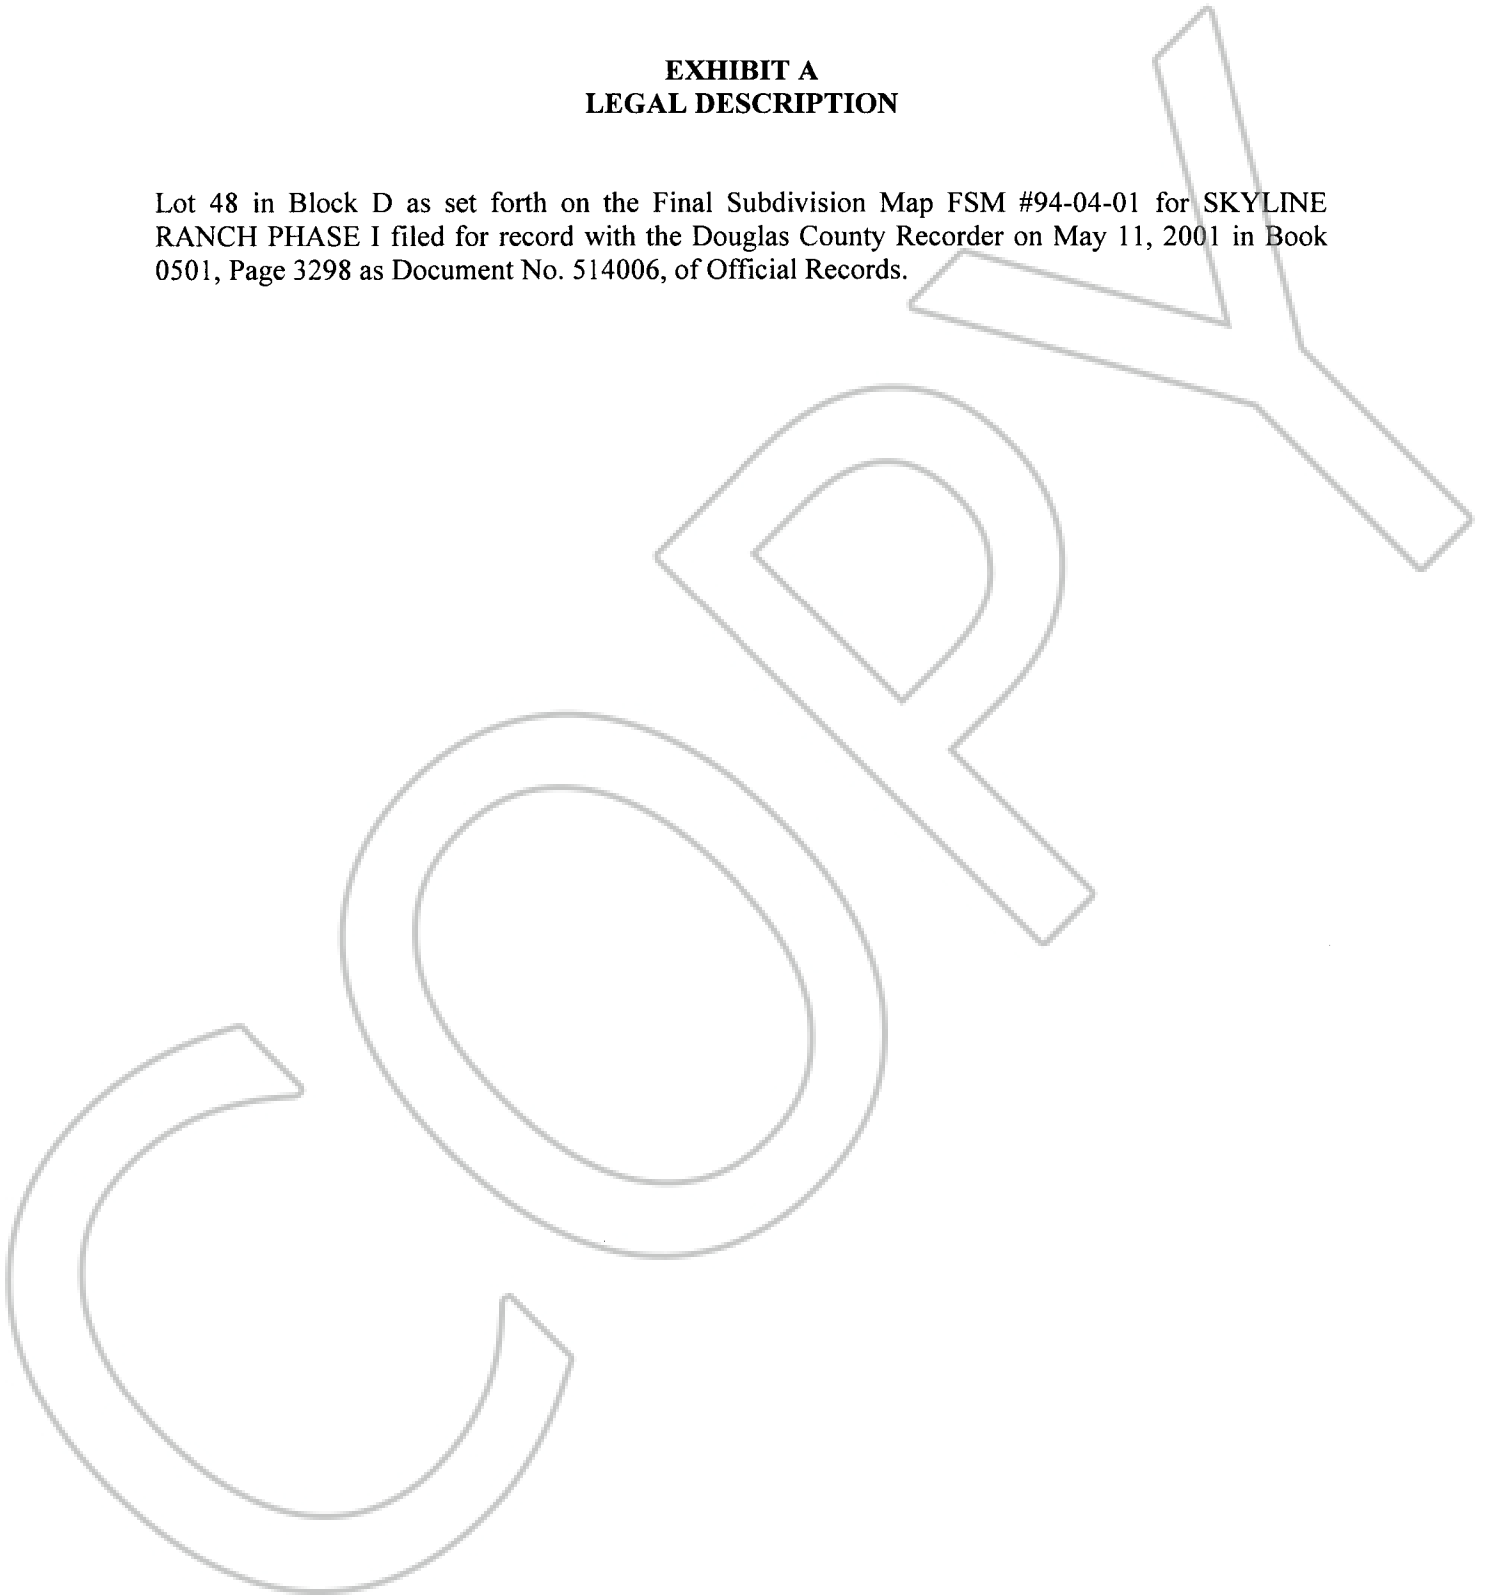 EXHIBIT A
LEGAL DESCRIPTION
Lot 48 in Block D as set forth on the Final Subdivision Map FSM #94-04-01 for SKYLINE
RANCH PHASE I filed for record with the Douglas County Recorder on May 11, 2001 in Book
0501, Page 3298 as Document No. 514006, of Official Records.
COPY